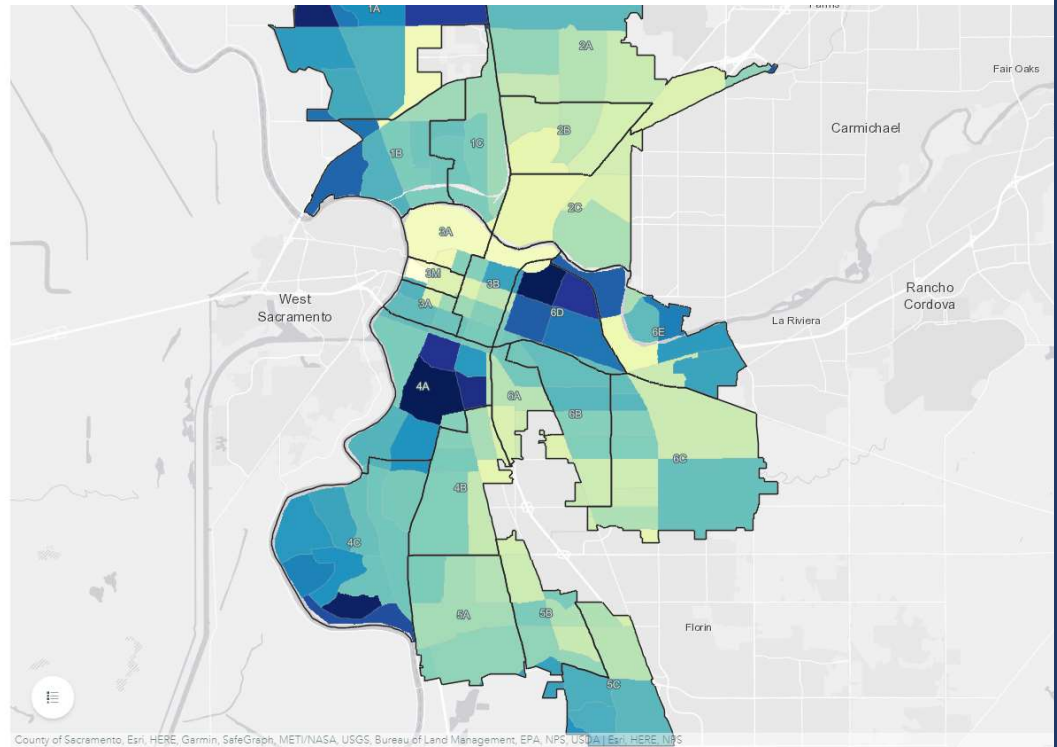 1A
Farms
2A
Fair Oaks
Carmichael
2B
1B
1C
2C
3A
3M
3B
3A
West
Sacramento
6D
6E
La Riviera
Rancho
Cordova
4A
6A
6B
6C
4B
4C
5A
5B
Florin
5C
County of Sacramento, Esri, HERE, Garmin, SafeGraph, METI/NASA, USGS, Bureau of Land Management, EPA, NPS, USDA | Esri, HERE, NPS